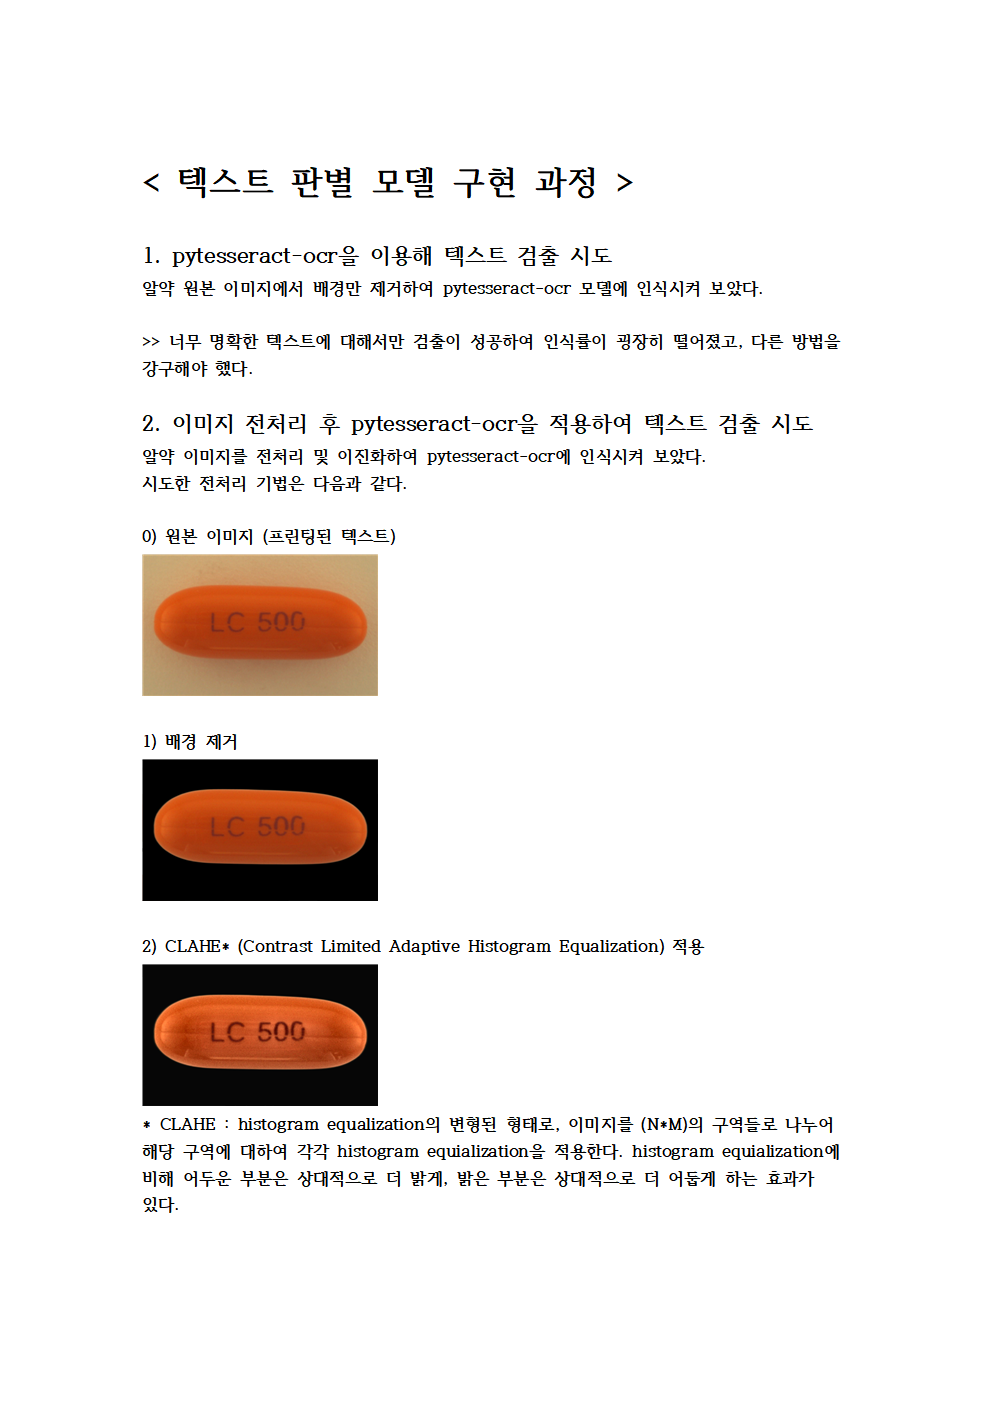 < 텍스트 판별 모델 구현 과정 >
1. pytesseract-ocr을 이용해 텍스트 검출 시도
알약 원본 이미지에서 배경만 제거하여 pytesseract-ocr 모델에 인식시켜 보았다.
>> 너무 명확한 텍스트에 대해서만 검출이 성공하여 인식률이 굉장히 떨어졌고, 다른 방법을
강구해야 했다.
2. 이미지 전처리 후 pytesseract-ocr을 적용하여 텍스트 검출 시도
알약 이미지를 전처리 및 이진화하여 pytesseract-ocr에 인식시켜 보았다.
시도한 전처리 기법은 다음과 같다.
0) 원본 이미지 (프린팅된 텍스트)
LC 500
1) 배경 제거
LC 500
2) CLAHE* (Contrast Limited Adaptive Histogram Equalization) 적용
LC 500
* CLAHE : histogram equalization의 변형된 형태로, 이미지를 (N*M)의 구역들로 나누어
해당 구역에 대하여 각각 histogram equialization을 적용한다. histogram equialization에
비해 어두운 부분은 상대적으로 더 밝게, 밝은 부분은 상대적으로 더 어둡게 하는 효과가
있다.